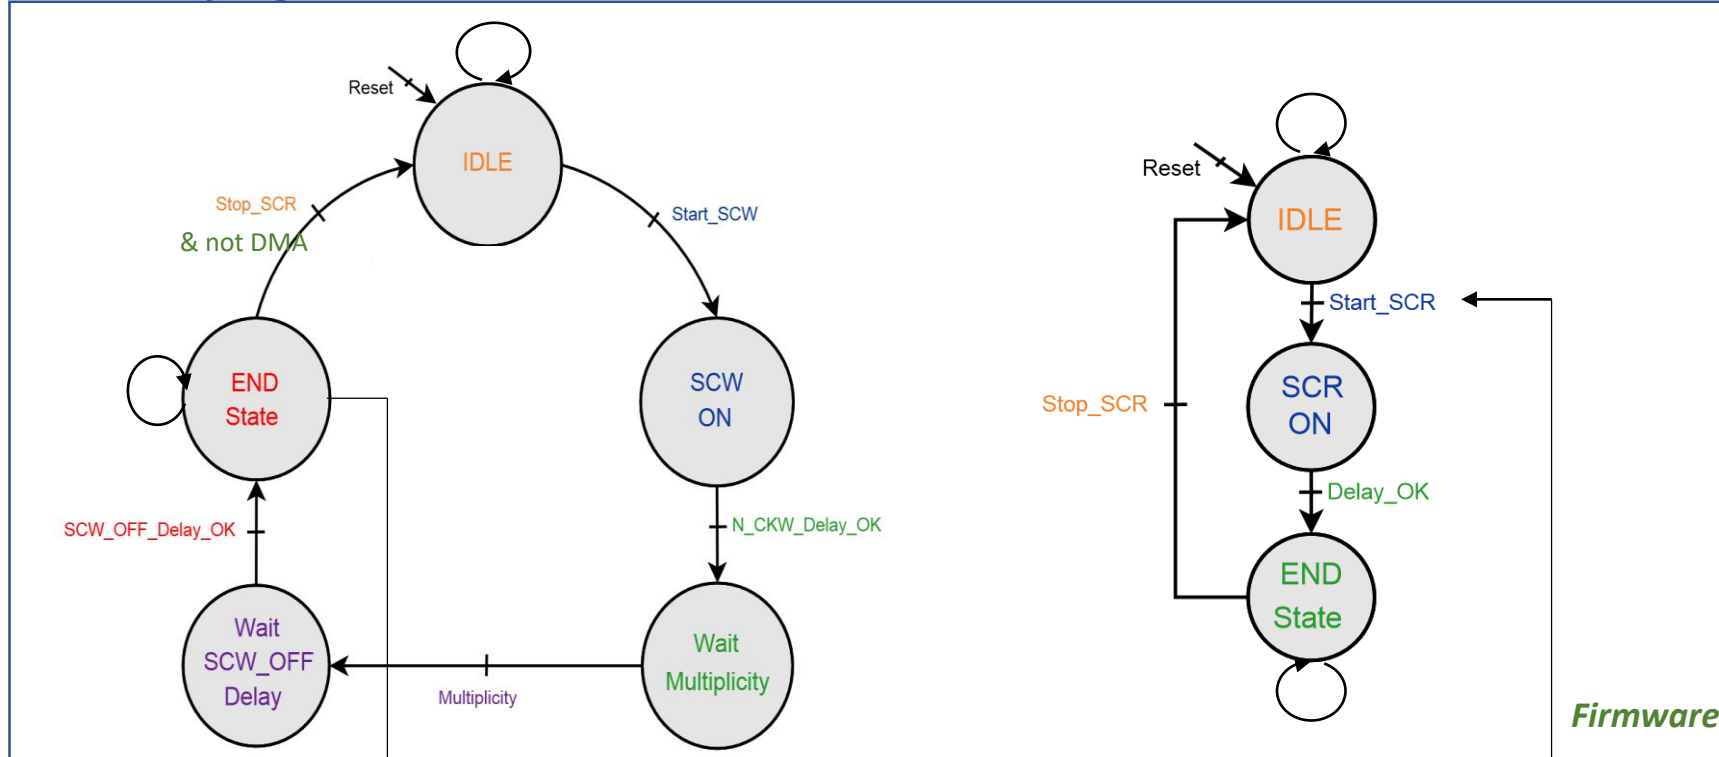 Reset
IDLE
Stop_SCR
& not DMA
Start_SCW
END
State
SCW
ON
SCW_OFF_Delay_OK
N_CKW_Delay_OK
Wait
SCW_OFF
Delay
Multiplicity
Wait
Multiplicity
Reset
IDLE
Start_SCR
Stop_SCR
SCR
ON
Delay_OK
END
State
Firmware